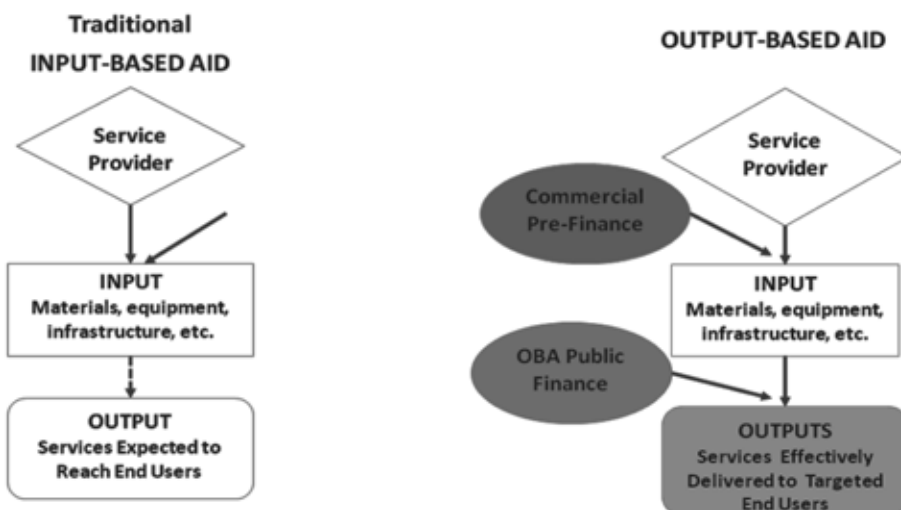 Traditional
INPUT-BASED AID
Service
Provider
INPUT
Materials, equipment,
infrastructure, etc.
OUTPUT
Services Expected to
Reach End Users
OUTPUT-BASED AID
Service
Provider
Commercial
Pre-Finance
INPUT
Materials, equipment,
infrastructure, etc.
OBA Public
Finance
OUTPUTS
Services Effectively
Delivered to Targeted
End Users